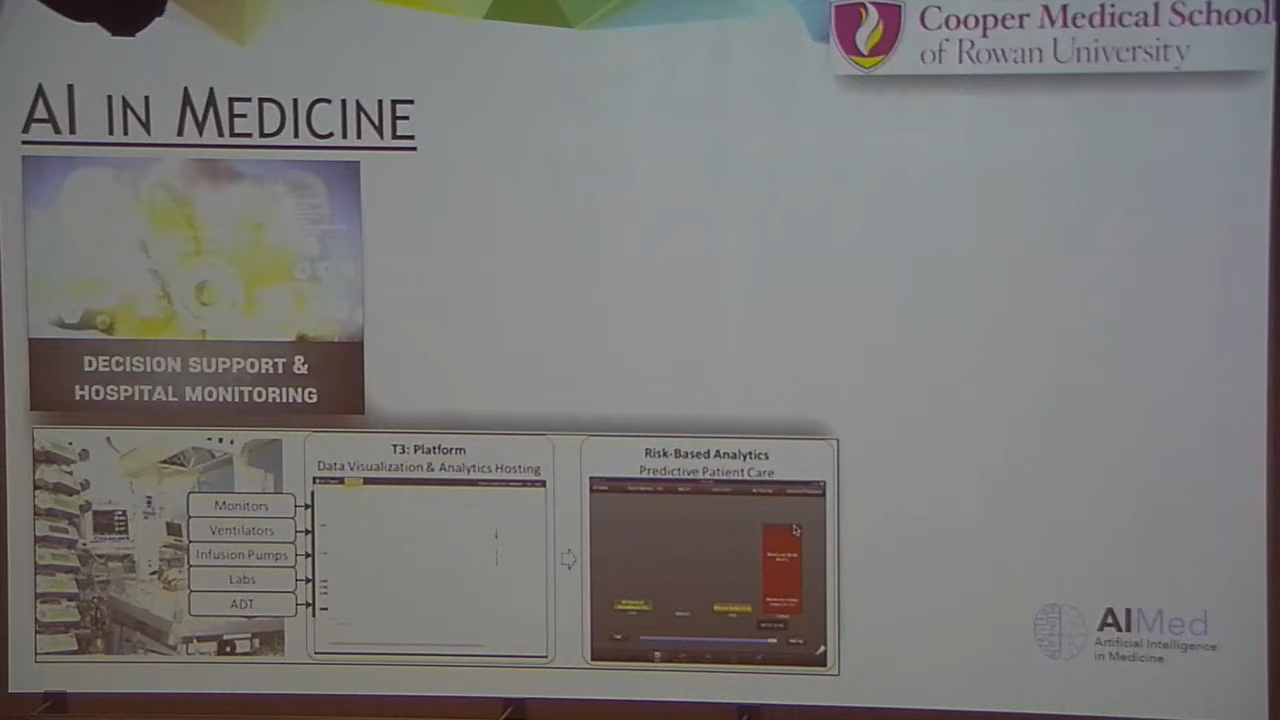 Cooper Medical School
of Rowan University
AI IN MEDICINE
DECISION SUPPORT &
HOSPITAL MONITORING
T3: Platform
Data Visualization & Analytics Hosting
Risk-Based Analytics
Predictive Patient Care
Monitors
Ventilators
Infusion Pumps
Labs
ADT
AIMed
Artificial Intelligence
in Medicine